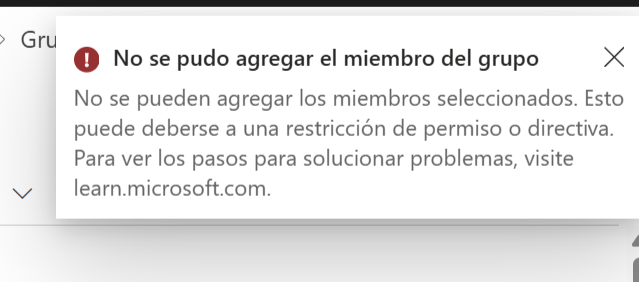 Gru
No se pudo agregar el miembro del grupo
No se pueden agregar los miembros seleccionados. Esto
puede deberse a una restricción de permiso o directiva.
Para ver los pasos para solucionar problemas, visite
learn.microsoft.com.